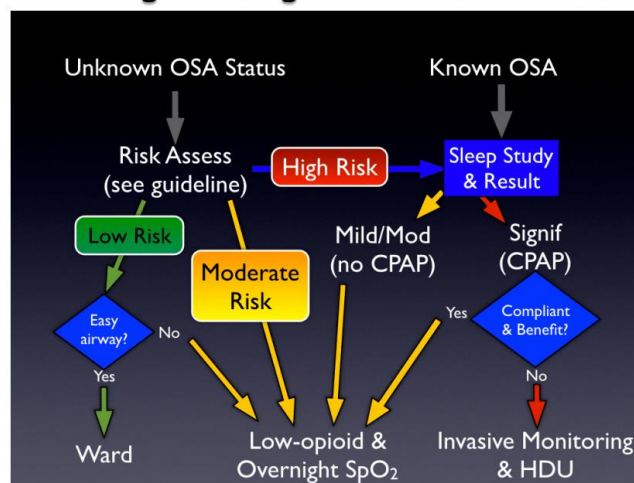 Unknown OSA Status
Known OSA
Risk Assess
(see guideline)
High Risk
Sleep Study
& Result
Low Risk
Moderate
Risk
Mild/Mod
(no CPAP)
Signif
(CPAP)
Easy
airway?
No
Yes
Compliant
& Benefit?
Yes
No
Ward
Low-opioid &
Overnight SpO₂
Invasive Monitoring
& HDU